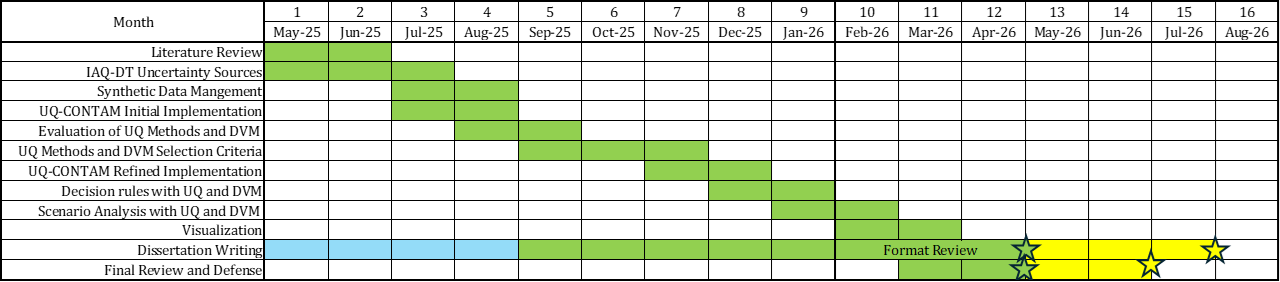 Month 1 2 3 4 5 6 7 8 9 10 11 12 13 14 15 16
May-25 Jun-25 Jul-25 Aug-25 Sep-25 Oct-25 Nov-25 Dec-25 Jan-26 Feb-26 Mar-26 Apr-26 May-26 Jun-26 Jul-26 Aug-26
Literature Review
IAQ-DT Uncertainty Sources
Synthetic Data Mangement
UQ-CONTAM Initial Implementation
Evaluation of UQ Methods and DVM
UQ Methods and DVM Selection Criteria
UQ-CONTAM Refined Implementation
Decision rules with UQ and DVM
Scenario Analysis with UQ and DVM
Visualization
Dissertation Writing Format Review
Final Review and Defense